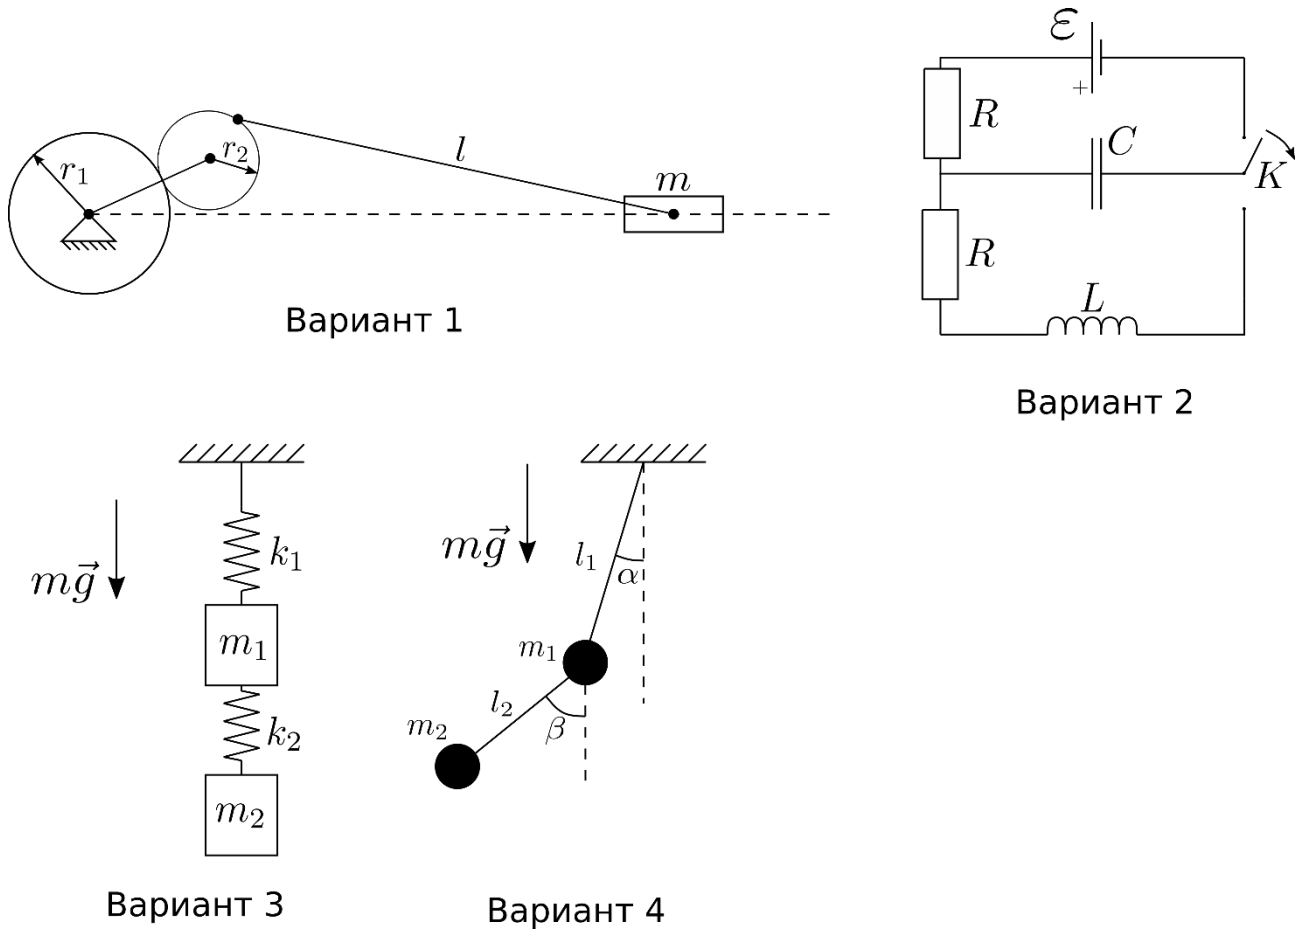 r₁
r₂
l
m
Вариант 1
ε
+
R
C
K
R
L
Вариант 2
mg⃗
k₁
m₁
k₂
m₂
Вариант 3
mg⃗
l₁
α
m₁
l₂
β
m₂
Вариант 4